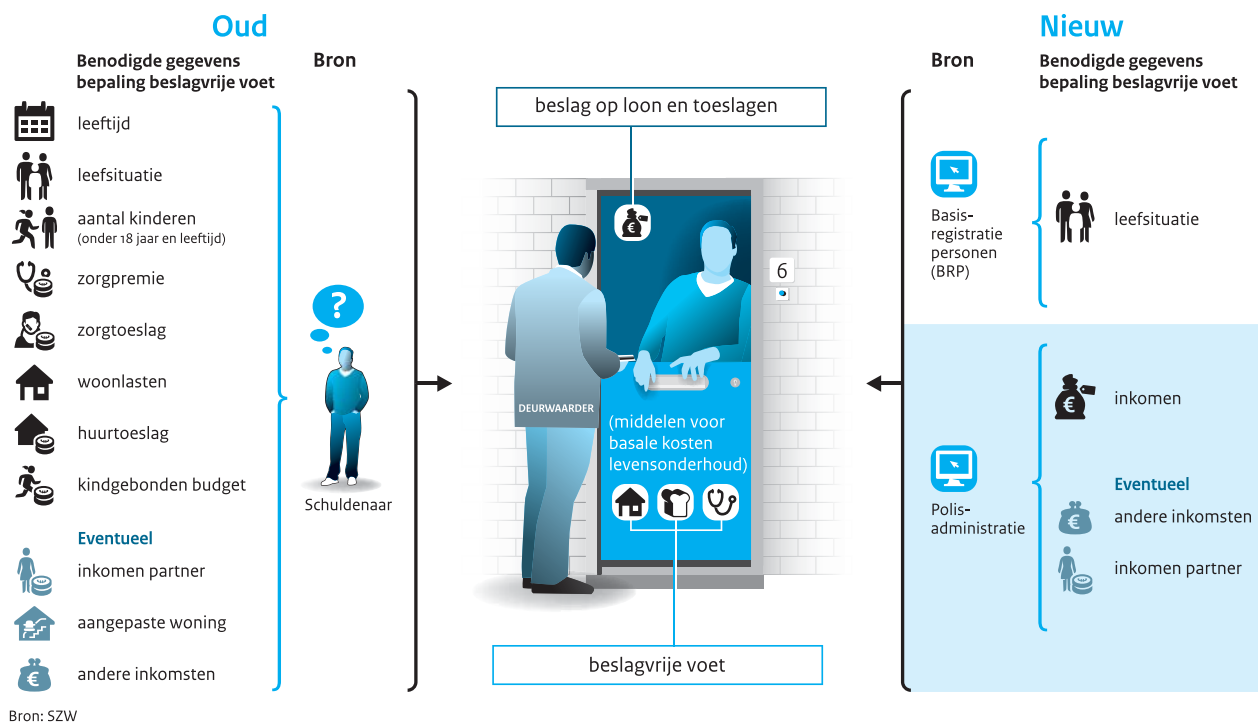 Oud
Benodigde gegevens
bepaling beslagvrije voet
Bron
leeftijd
leefsituatie
aantal kinderen
(onder 18 jaar en leeftijd)
zorgpremie
zorgtoeslag
woonlasten
huurtoeslag
kindgebonden budget
Eventueel
inkomen partner
aangepaste woning
andere inkomsten
?
Schuldenaar
beslag op loon en toeslagen
€
6
DEURWAARDER
(middelen voor
basale kosten
levensonderhoud)
beslagvrije voet
Nieuw
Bron
Benodigde gegevens
bepaling beslagvrije voet
Basis-
registratie
personen
(BRP)
leefsituatie
Polis-
administratie
€
inkomen
Eventueel
€
andere inkomsten
inkomen partner
€
Bron: SZW